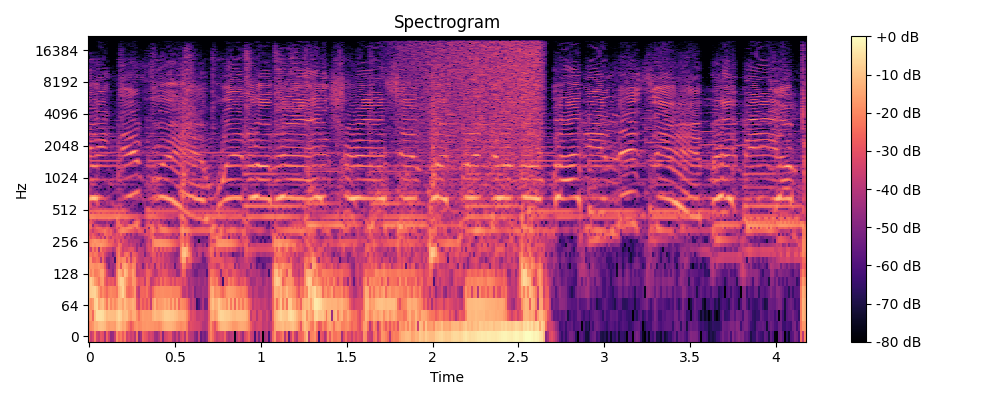 Spectrogram
Hz
16384
8192
4096
2048
1024
512
256
128
64
0
0
0.5
1
1.5
2
2.5
3
3.5
4
Time
+0 dB
-10 dB
-20 dB
-30 dB
-40 dB
-50 dB
-60 dB
-70 dB
-80 dB